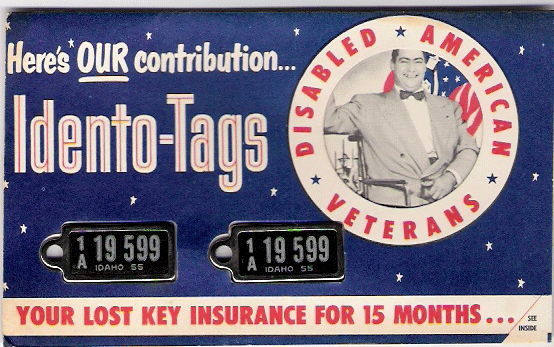 Here's OUR contribution...
Idento-Tags
DISABLED AMERICAN VETERANS
1/A 19 599
IDAHO 55
1/A 19 599
IDAHO 55
YOUR LOST KEY INSURANCE FOR 15 MONTHS...
SEE
INSIDE